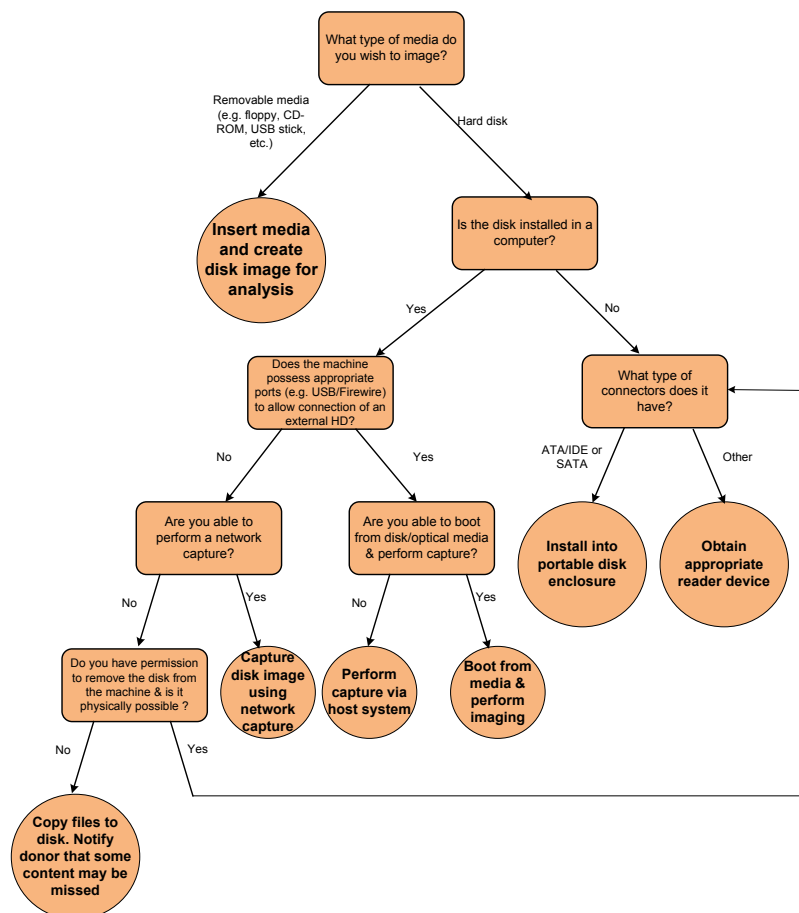 What type of media do
you wish to image?
Removable media
(e.g. floppy, CD-
ROM, USB stick,
etc.)
Hard disk
Insert media
and create
disk image for
analysis
Is the disk installed in a
computer?
Yes
No
Does the machine
possess appropriate
ports (e.g. USB/Firewire)
to allow connection of an
external HD?
What type of
connectors does it
have?
No
Yes
ATA/IDE or
SATA
Other
Are you able to
perform a network
capture?
Are you able to boot
from disk/optical media
& perform capture?
Install into
portable disk
enclosure
Obtain
appropriate
reader device
No
Yes
No
Yes
Do you have permission
to remove the disk from
the machine & is it
physically possible ?
Capture
disk image
using
network
capture
Perform
capture via
host system
Boot from
media &
perform
imaging
No
Yes
Copy files to
disk. Notify
donor that some
content may be
missed